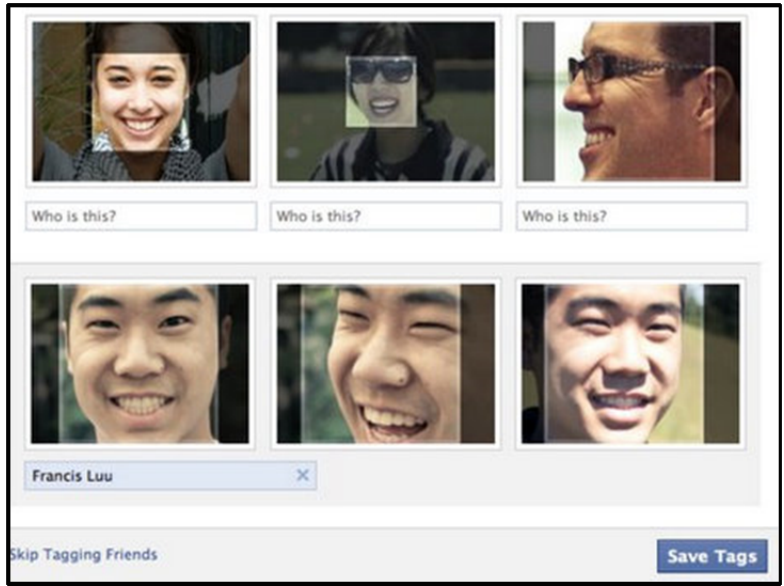 Who is this?
Who is this?
Who is this?
Francis Luu
Skip Tagging Friends
Save Tags